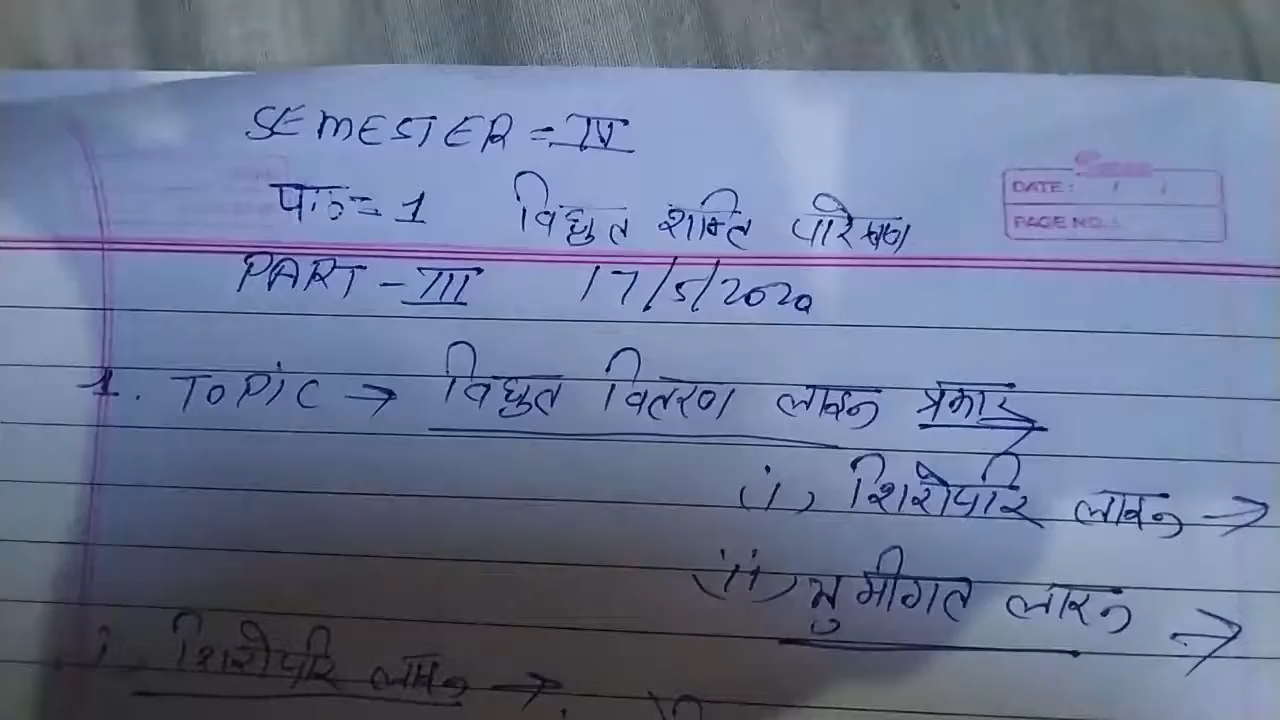 SEMESTER = IV
DATE: / /
पाठ = 1 विधुत शक्ति परिेषण
PAGE NO.:
PART - III 17/5/2020
1. TOPIC → विधुत वितरण लाइन प्रकार
(i) शिरोपरि लाइन →
(ii) भुमीगत लाइन →
i. शिरोपरि लाइन →